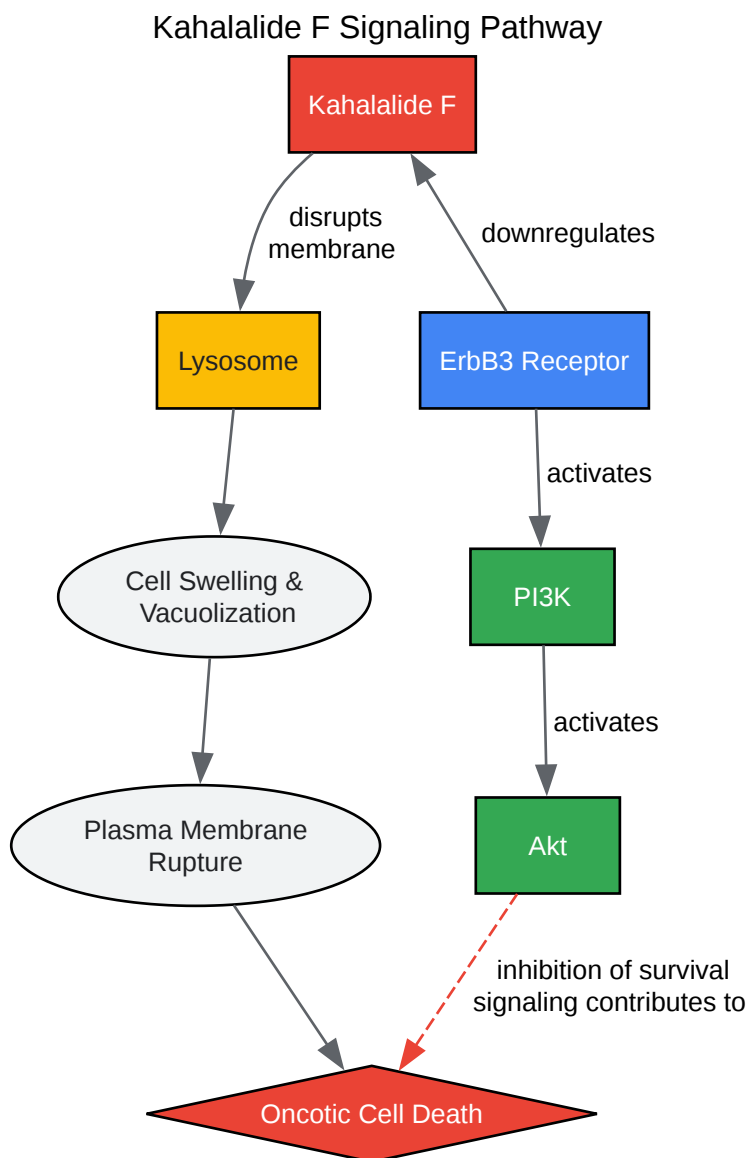 Kahalalide F Signaling Pathway
Kahalalide F
disrupts
membrane
downregulates
Lysosome
ErbB3 Receptor
activates
Cell Swelling &
Vacuolization
PI3K
activates
Plasma Membrane
Rupture
Akt
inhibition of survival
signaling contributes to
Oncotic Cell Death